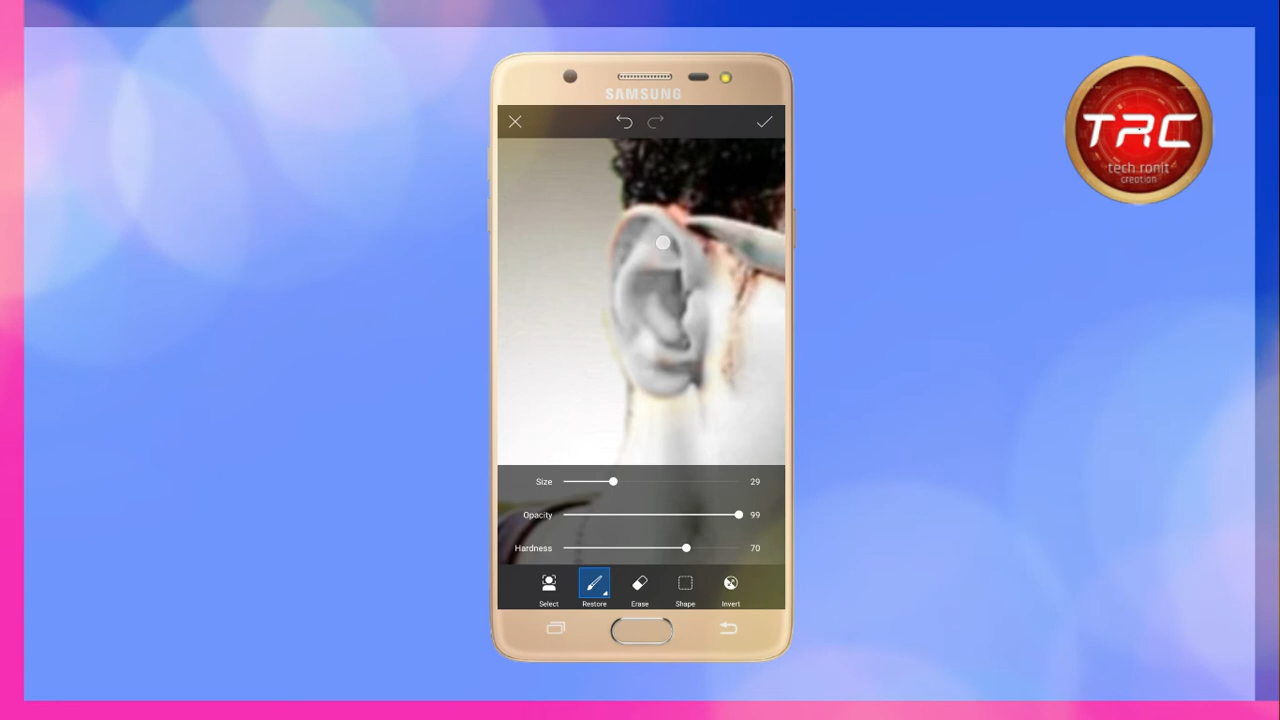 SAMSUNG
TRC
tech ronit
creation
Size 29
Opacity 99
Hardness 70
Select Restore Erase Shape Invert